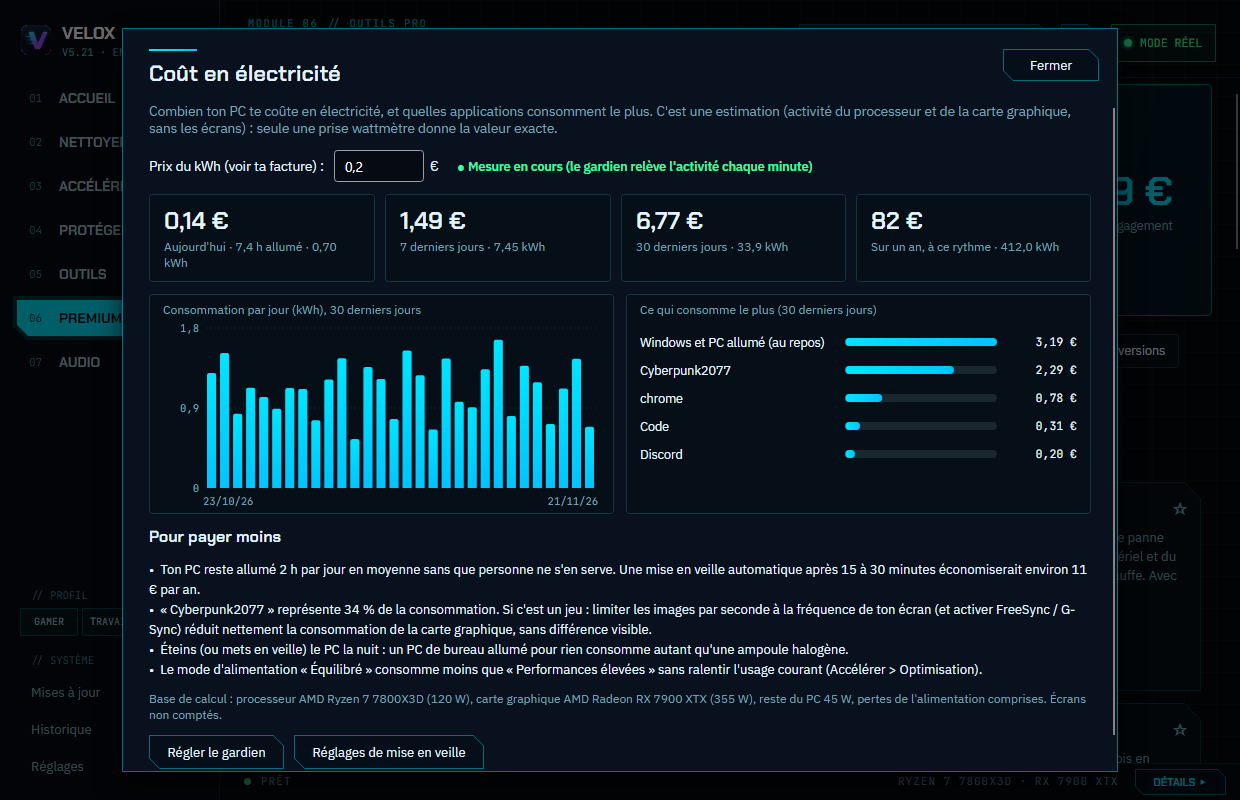 MODULE 06 // OUTILS PRO
VELOX
V5.21
MODE RÉEL
01 ACCUEIL
02
03
04
05 OUTILS
06 PREMIUM
07 AUDIO
Coût en électricité
Fermer
Combien ton PC te coûte en électricité, et quelles applications consomment le plus. C'est une estimation (activité du processeur et de la carte graphique,
sans les écrans) : seule une prise wattmètre donne la valeur exacte.
Prix du kWh (voir ta facture) : 0,2 € ● Mesure en cours (le gardien relève l'activité chaque minute)
0,14 €
Aujourd'hui · 7,4 h allumé · 0,70
kWh
1,49 €
7 derniers jours · 7,45 kWh
6,77 €
30 derniers jours · 33,9 kWh
82 €
Sur un an, à ce rythme · 412,0 kWh
Consommation par jour (kWh), 30 derniers jours
1,8
0,9
0
23/10/26 21/11/26
Ce qui consomme le plus (30 derniers jours)
Windows et PC allumé (au repos) 3,19 €
Cyberpunk2077 2,29 €
chrome 0,78 €
Code 0,31 €
Discord 0,20 €
Pour payer moins
• Ton PC reste allumé 2 h par jour en moyenne sans que personne ne s'en serve. Une mise en veille automatique après 15 à 30 minutes économiserait environ 11
€ par an.
• « Cyberpunk2077 » représente 34 % de la consommation. Si c'est un jeu : limiter les images par seconde à la fréquence de ton écran (et activer FreeSync / G-
Sync) réduit nettement la consommation de la carte graphique, sans différence visible.
• Éteins (ou mets en veille) le PC la nuit : un PC de bureau allumé pour rien consomme autant qu'une ampoule halogène.
• Le mode d'alimentation « Équilibré » consomme moins que « Performances élevées » sans ralentir l'usage courant (Accélérer > Optimisation).
Base de calcul : processeur AMD Ryzen 7 7800X3D (120 W), carte graphique AMD Radeon RX 7900 XTX (355 W), reste du PC 45 W, pertes de l'alimentation comprises. Écrans
non comptés.
Régler le gardien
Réglages de mise en veille
// PROFIL
GAMER
// SYSTÈME
Mises à jour
Historique
Réglages
€
versions
panne
et du
Avec
en
PRÊT
RYZEN 7 7800X3D · RX 7900 XTX
DÉTAILS ▸